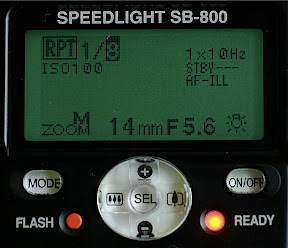 SPEEDLIGHT SB-800
RPT 1/8 1×10Hz
ISO100 STBY---
AF-ILL
M
ZOOM 14mm F5.6
MODE SEL ON/OFF
FLASH READY